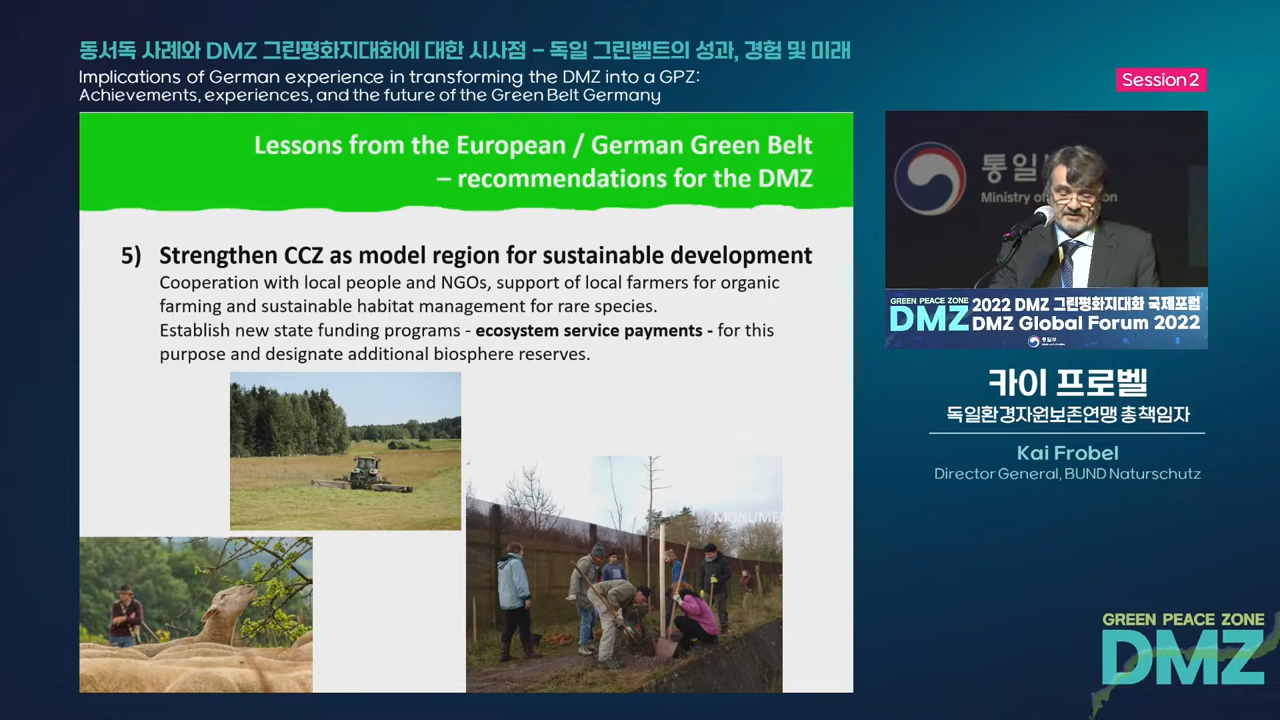 동서독 사례와 DMZ 그린평화지대화에 대한 시사점 – 독일 그린벨트의 성과, 경험 및 미래
Implications of German experience in transforming the DMZ into a GPZ:
Achievements, experiences, and the future of the Green Belt Germany
Session 2
Lessons from the European / German Green Belt
– recommendations for the DMZ
5) Strengthen CCZ as model region for sustainable development
Cooperation with local people and NGOs, support of local farmers for organic
farming and sustainable habitat management for rare species.
Establish new state funding programs - ecosystem service payments - for this
purpose and designate additional biosphere reserves.
MONUME
통일
Ministry of
on
GREEN PEACE ZONE
DMZ
2022 DMZ 그린평화지대화 국제포럼
DMZ Global Forum 2022
통일부
카이 프로벨
독일환경자원보존연맹 총책임자
Kai Frobel
Director General, BUND Naturschutz
GREEN PEACE ZONE
DMZ